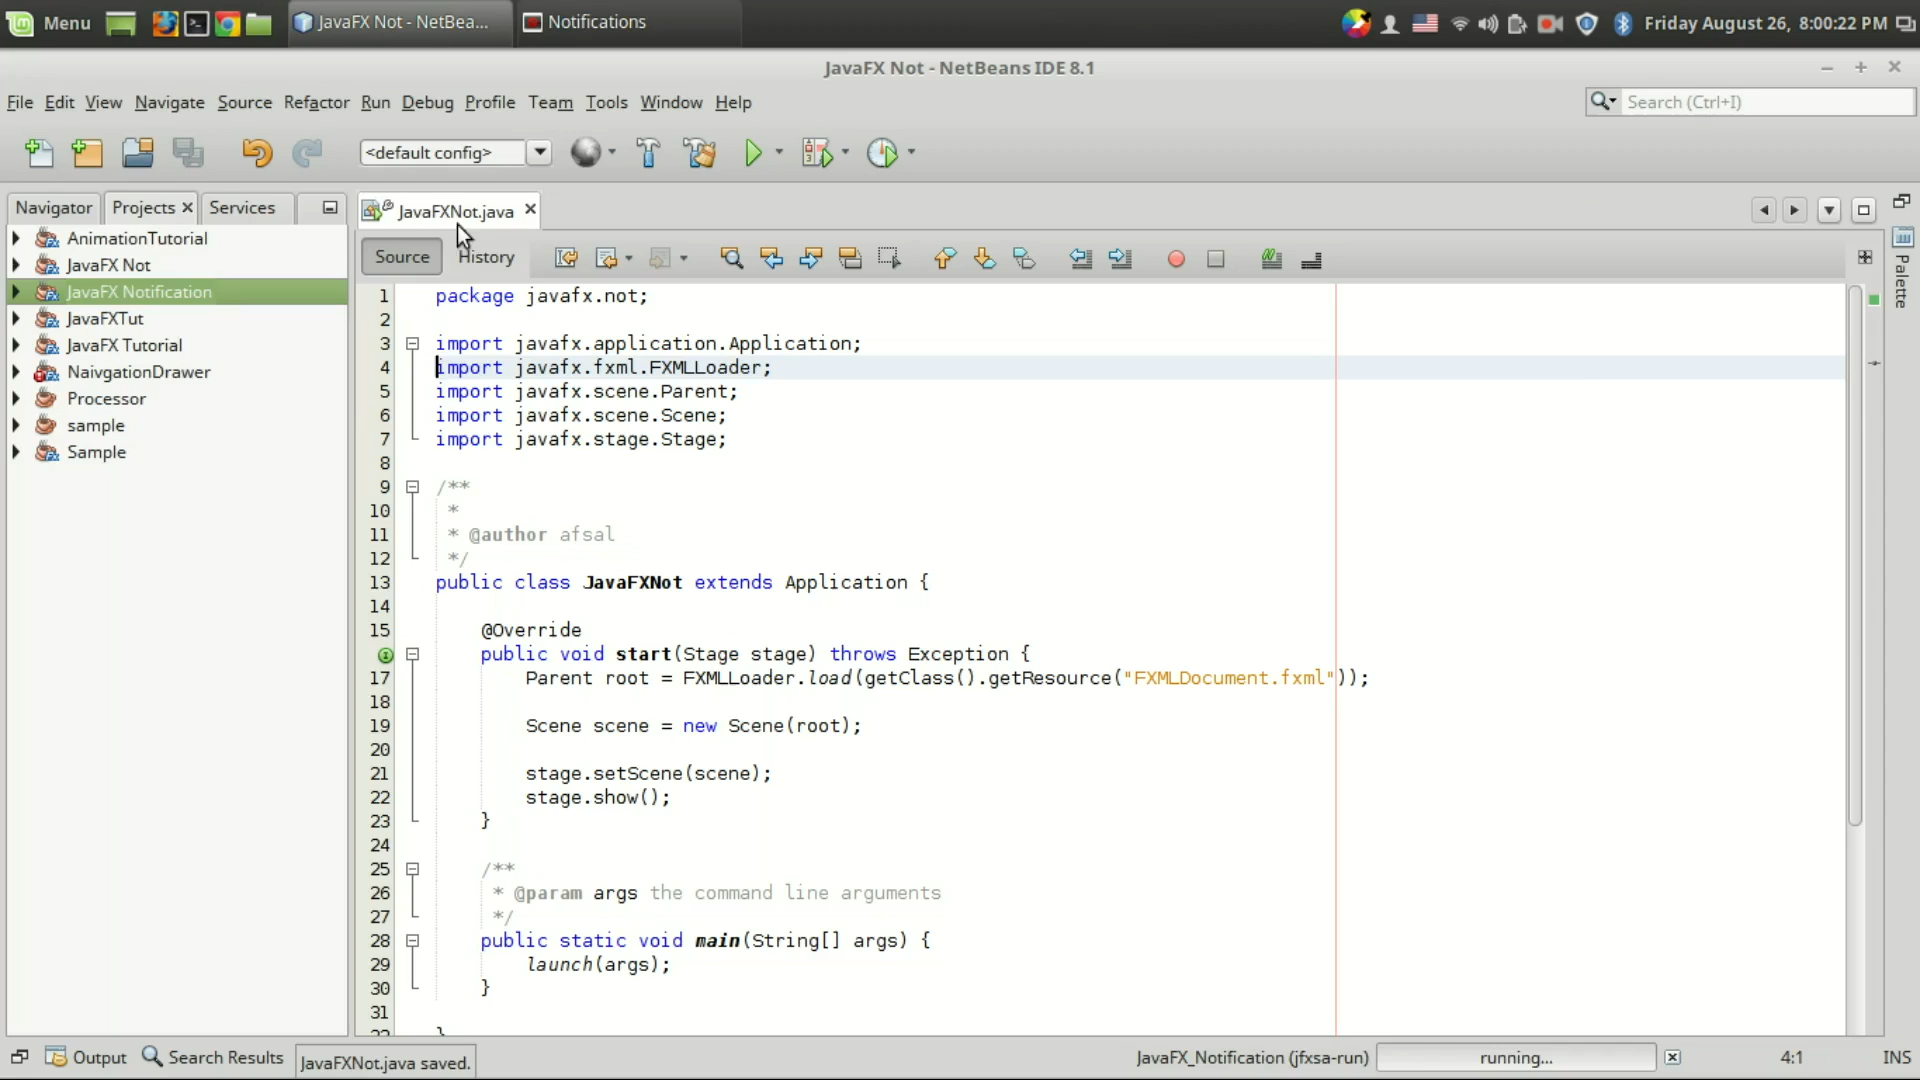 Menu
JavaFX Not - NetBea...
Notifications
Friday August 26, 8:00:22 PM
JavaFX Not - NetBeans IDE 8.1
File Edit View Navigate Source Refactor Run Debug Profile Team Tools Window Help
Search (Ctrl+I)
<default config>
Navigator Projects Services
JavaFXNot.java
Source History
AnimationTutorial
JavaFX Not
JavaFX Notification
JavaFXTut
JavaFX Tutorial
NaivgationDrawer
Processor
sample
Sample
Palette
1 package javafx.not;
2
3 import javafx.application.Application;
4 import javafx.fxml.FXMLLoader;
5 import javafx.scene.Parent;
6 import javafx.scene.Scene;
7 import javafx.stage.Stage;
8
9 /**
10 *
11 * @author afsal
12 */
13 public class JavaFXNot extends Application {
14
15 @Override
public void start(Stage stage) throws Exception {
17 Parent root = FXMLLoader.load(getClass().getResource("FXMLDocument.fxml"));
18
19 Scene scene = new Scene(root);
20
21 stage.setScene(scene);
22 stage.show();
23 }
24
25 /**
26 * @param args the command line arguments
27 */
28 public static void main(String[] args) {
29 launch(args);
30 }
31
32 }
Output Search Results JavaFXNot.java saved.
JavaFX_Notification (jfxsa-run) running... 4:1 INS